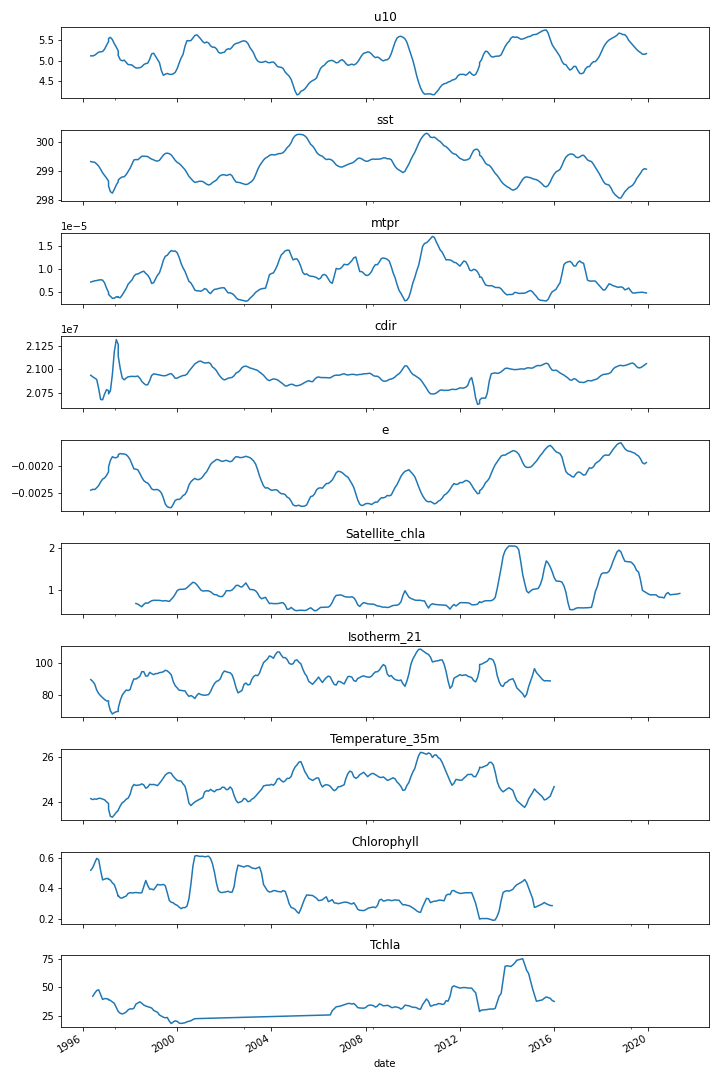 u10
5.5
5.0
4.5
sst
300
299
298
mtpr
1e−5
1.5
1.0
0.5
cdir
1e7
2.125
2.100
2.075
e
−0.0020
−0.0025
Satellite_chla
2
1
Isotherm_21
100
80
Temperature_35m
26
24
Chlorophyll
0.6
0.4
0.2
Tchla
75
50
25
1996 2000 2004 2008 2012 2016 2020
date